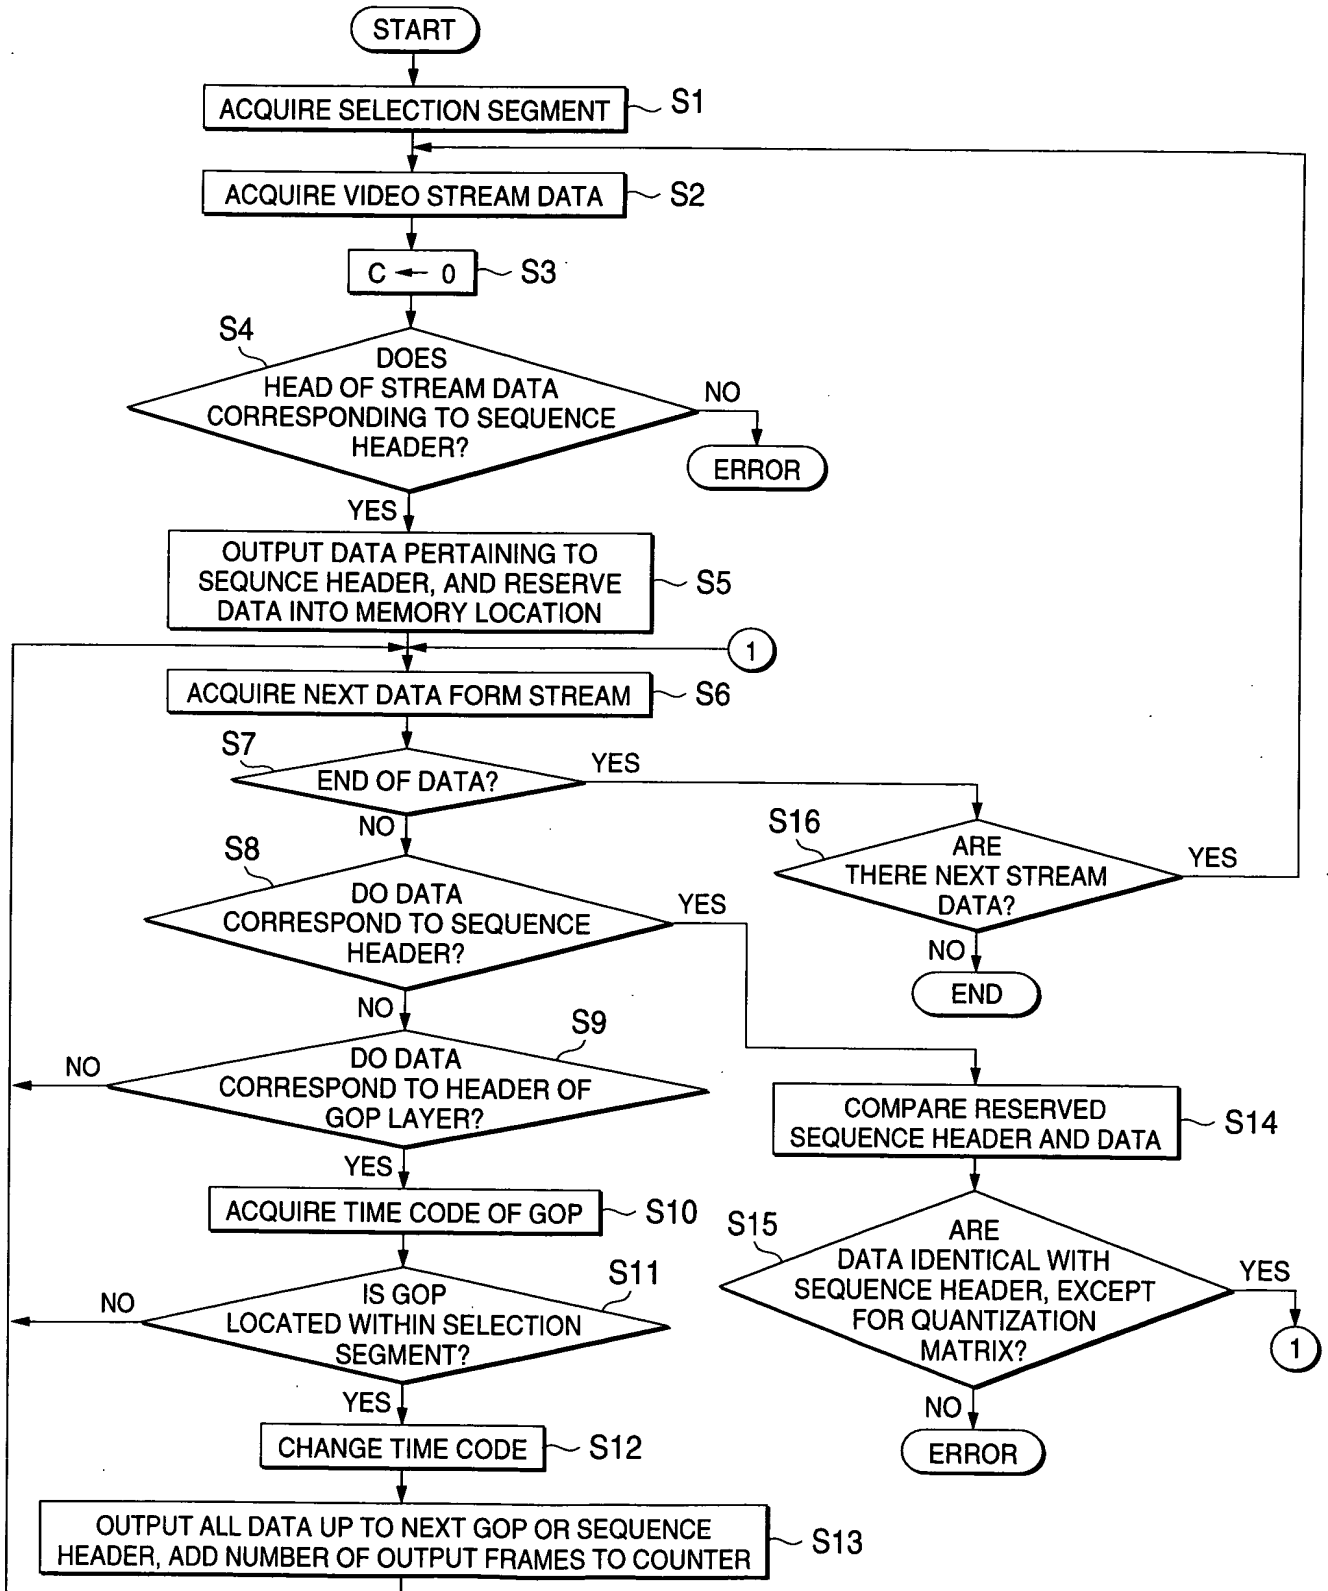 START
ACQUIRE SELECTION SEGMENT
S1
ACQUIRE VIDEO STREAM DATA
S2
C ← 0
S3
S4
DOES
HEAD OF STREAM DATA
CORRESPONDING TO SEQUENCE
HEADER?
NO
ERROR
YES
OUTPUT DATA PERTAINING TO
SEQUNCE HEADER, AND RESERVE
DATA INTO MEMORY LOCATION
S5
1
ACQUIRE NEXT DATA FORM STREAM
S6
S7
END OF DATA?
YES
NO
S16
ARE
THERE NEXT STREAM
DATA?
YES
NO
END
S8
DO DATA
CORRESPOND TO SEQUENCE
HEADER?
YES
NO
S9
DO DATA
CORRESPOND TO HEADER OF
GOP LAYER?
NO
YES
COMPARE RESERVED
SEQUENCE HEADER AND DATA
S14
ACQUIRE TIME CODE OF GOP
S10
S15
ARE
DATA IDENTICAL WITH
SEQUENCE HEADER, EXCEPT
FOR QUANTIZATION
MATRIX?
YES
1
NO
ERROR
S11
IS GOP
LOCATED WITHIN SELECTION
SEGMENT?
NO
YES
CHANGE TIME CODE
S12
OUTPUT ALL DATA UP TO NEXT GOP OR SEQUENCE
HEADER, ADD NUMBER OF OUTPUT FRAMES TO COUNTER
S13